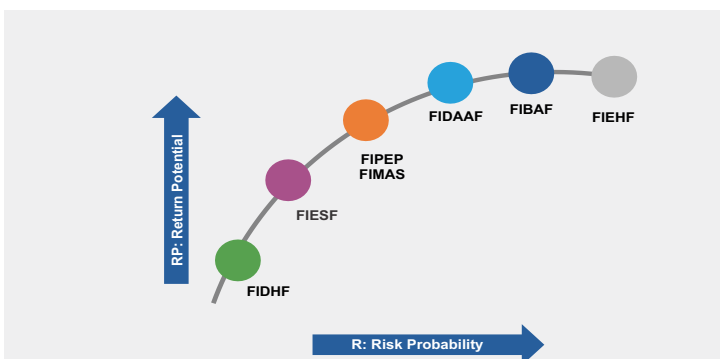 RP: Return Potential
FIDAAF
FIBAF
FIEHF
FIPEP
FIMAS
FIESF
FIDHF
R: Risk Probability